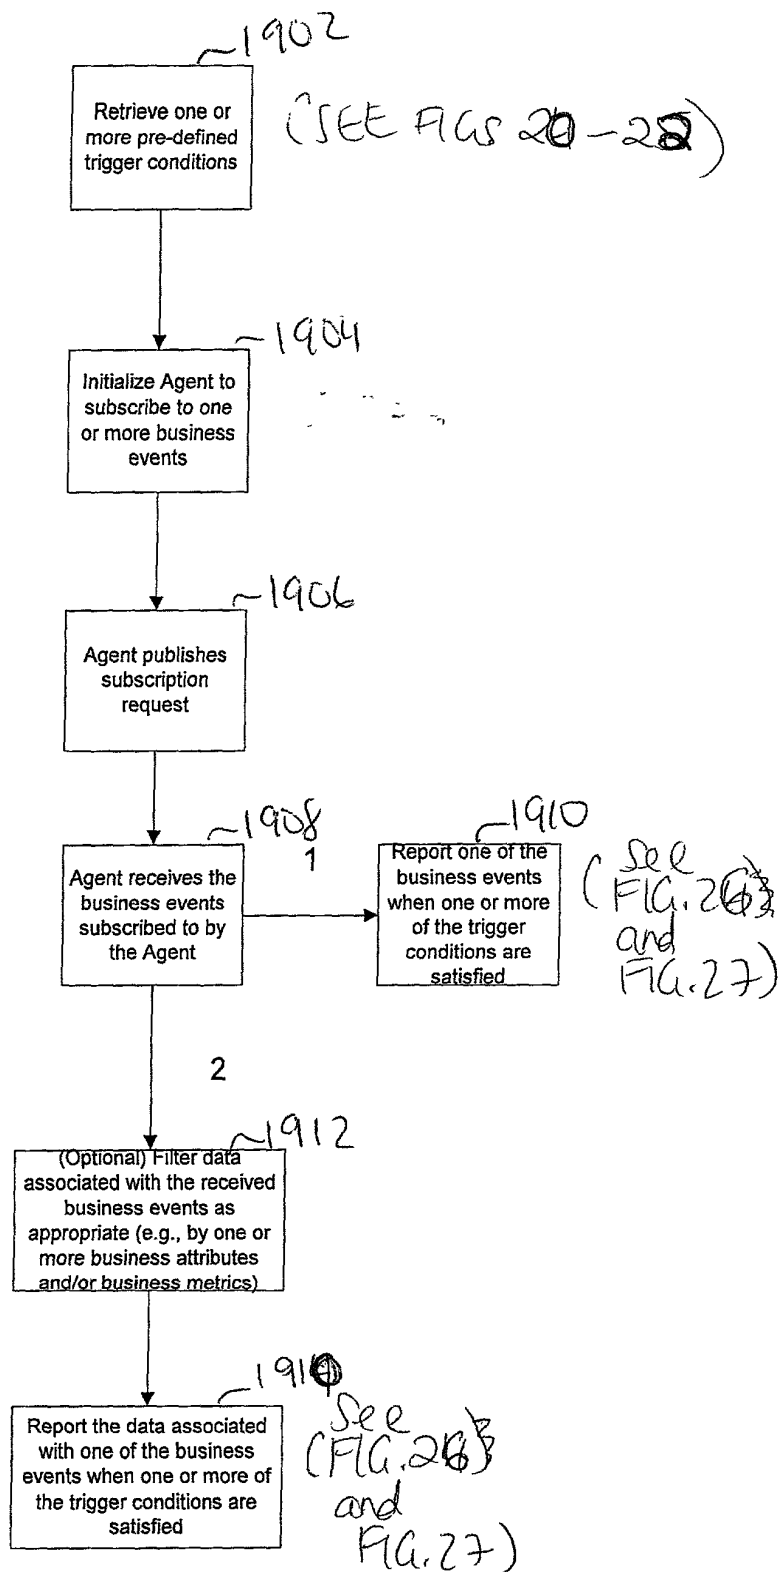 1902
Retrieve one or
more pre-defined
trigger conditions
(SEE FIGS 20-28)
1904
Initialize Agent to
subscribe to one
or more business
events
1906
Agent publishes
subscription
request
1908
Agent receives the
business events
subscribed to by
the Agent
1
1910
Report one of the
business events
when one or more
of the trigger
conditions are
satisfied
(see
FIG. 26
and
FIG. 27)
2
1912
(Optional) Filter data
associated with the received
business events as
appropriate (e.g., by one or
more business attributes
and/or business metrics)
1914
Report the data associated
with one of the business
events when one or more of
the trigger conditions are
satisfied
see
(FIG. 26
and
FIG. 27)